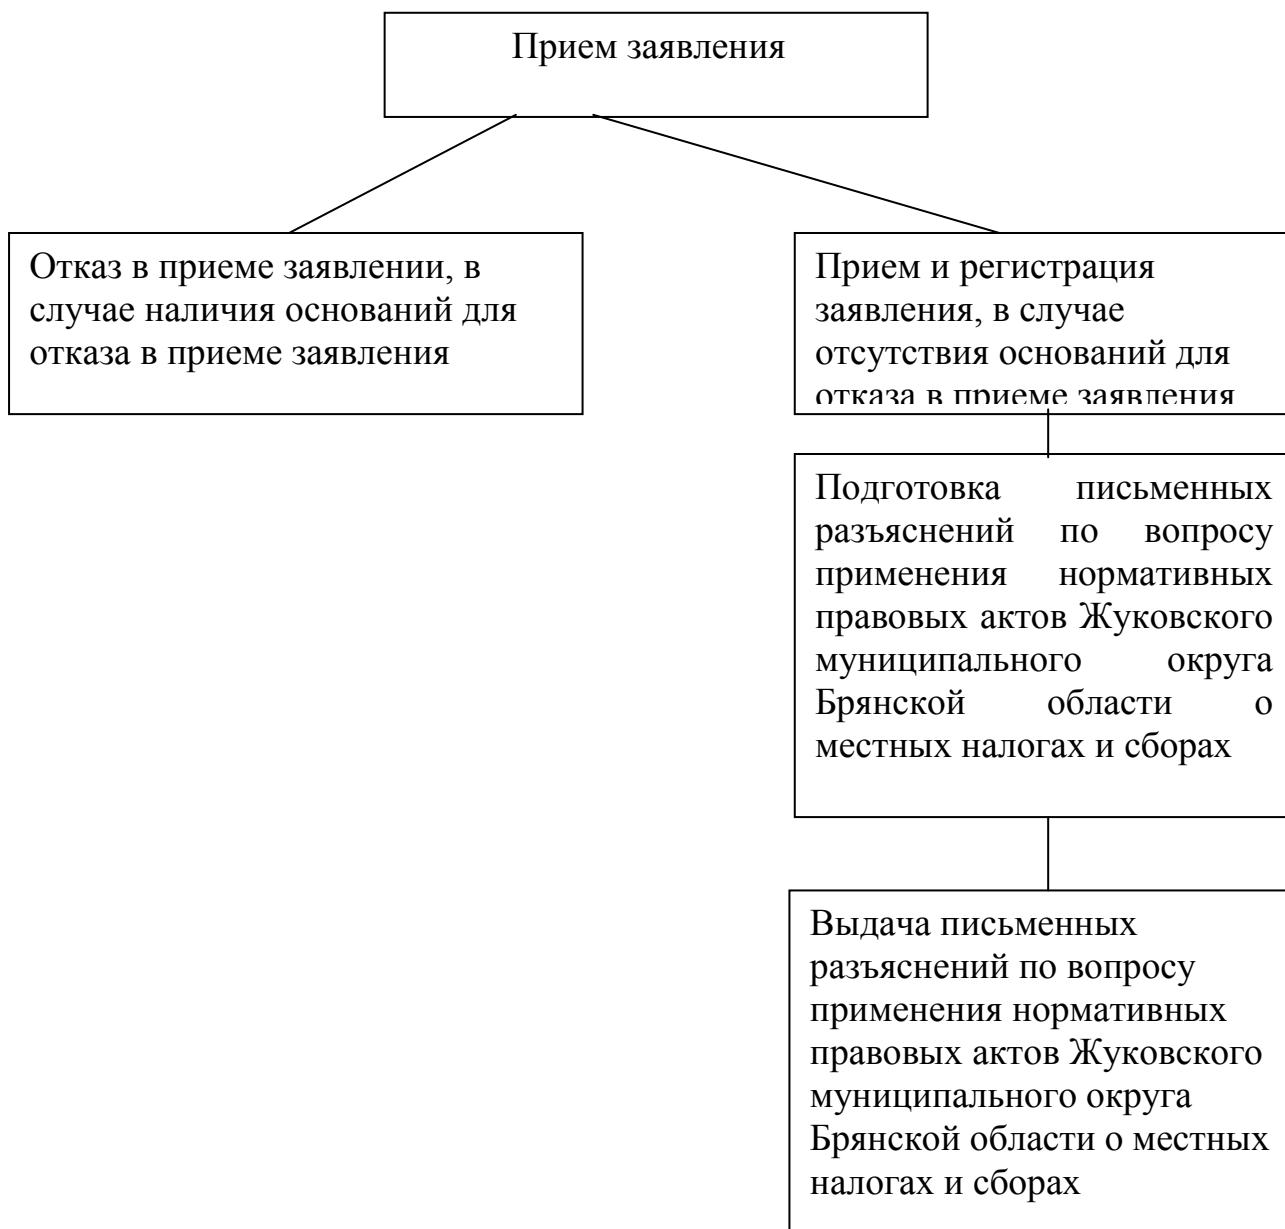 Прием заявления
Отказ в приеме заявлении, в
случае наличия оснований для
отказа в приеме заявления
Прием и регистрация
заявления, в случае
отсутствия оснований для
отказа в приеме заявления
Подготовка письменных
разъяснений по вопросу
применения нормативных
правовых актов Жуковского
муниципального округа
Брянской области о
местных налогах и сборах
Выдача письменных
разъяснений по вопросу
применения нормативных
правовых актов Жуковского
муниципального округа
Брянской области о местных
налогах и сборах